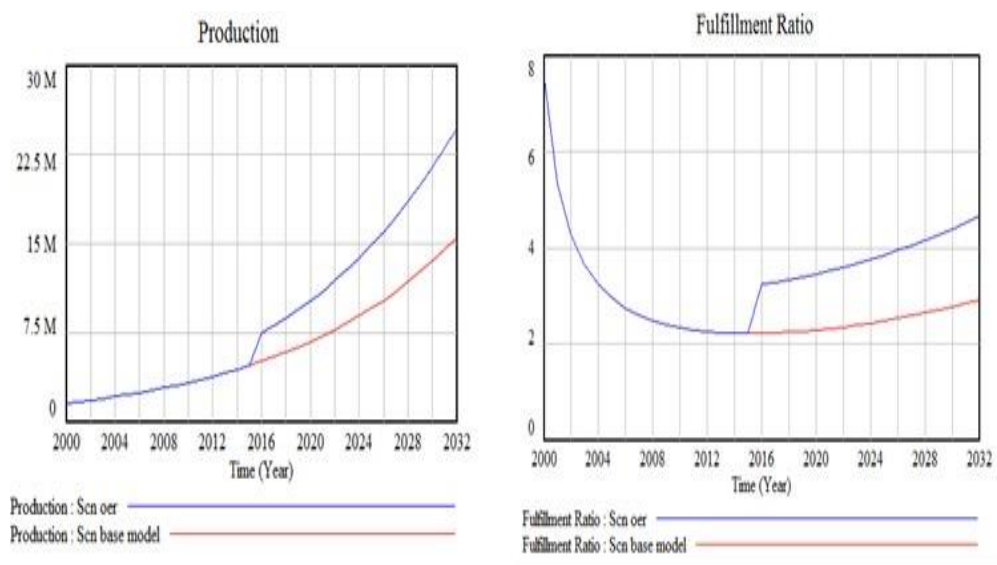 Production
30 M
22.5 M
15 M
7.5 M
0
2000 2004 2008 2012 2016 2020 2024 2028 2032
Time (Year)
Production : Scn oer
Production : Scn base model
Fulfillment Ratio
8
6
4
2
0
2000 2004 2008 2012 2016 2020 2024 2028 2032
Time (Year)
Fulfillment Ratio : Scn oer
Fulfillment Ratio : Scn base model